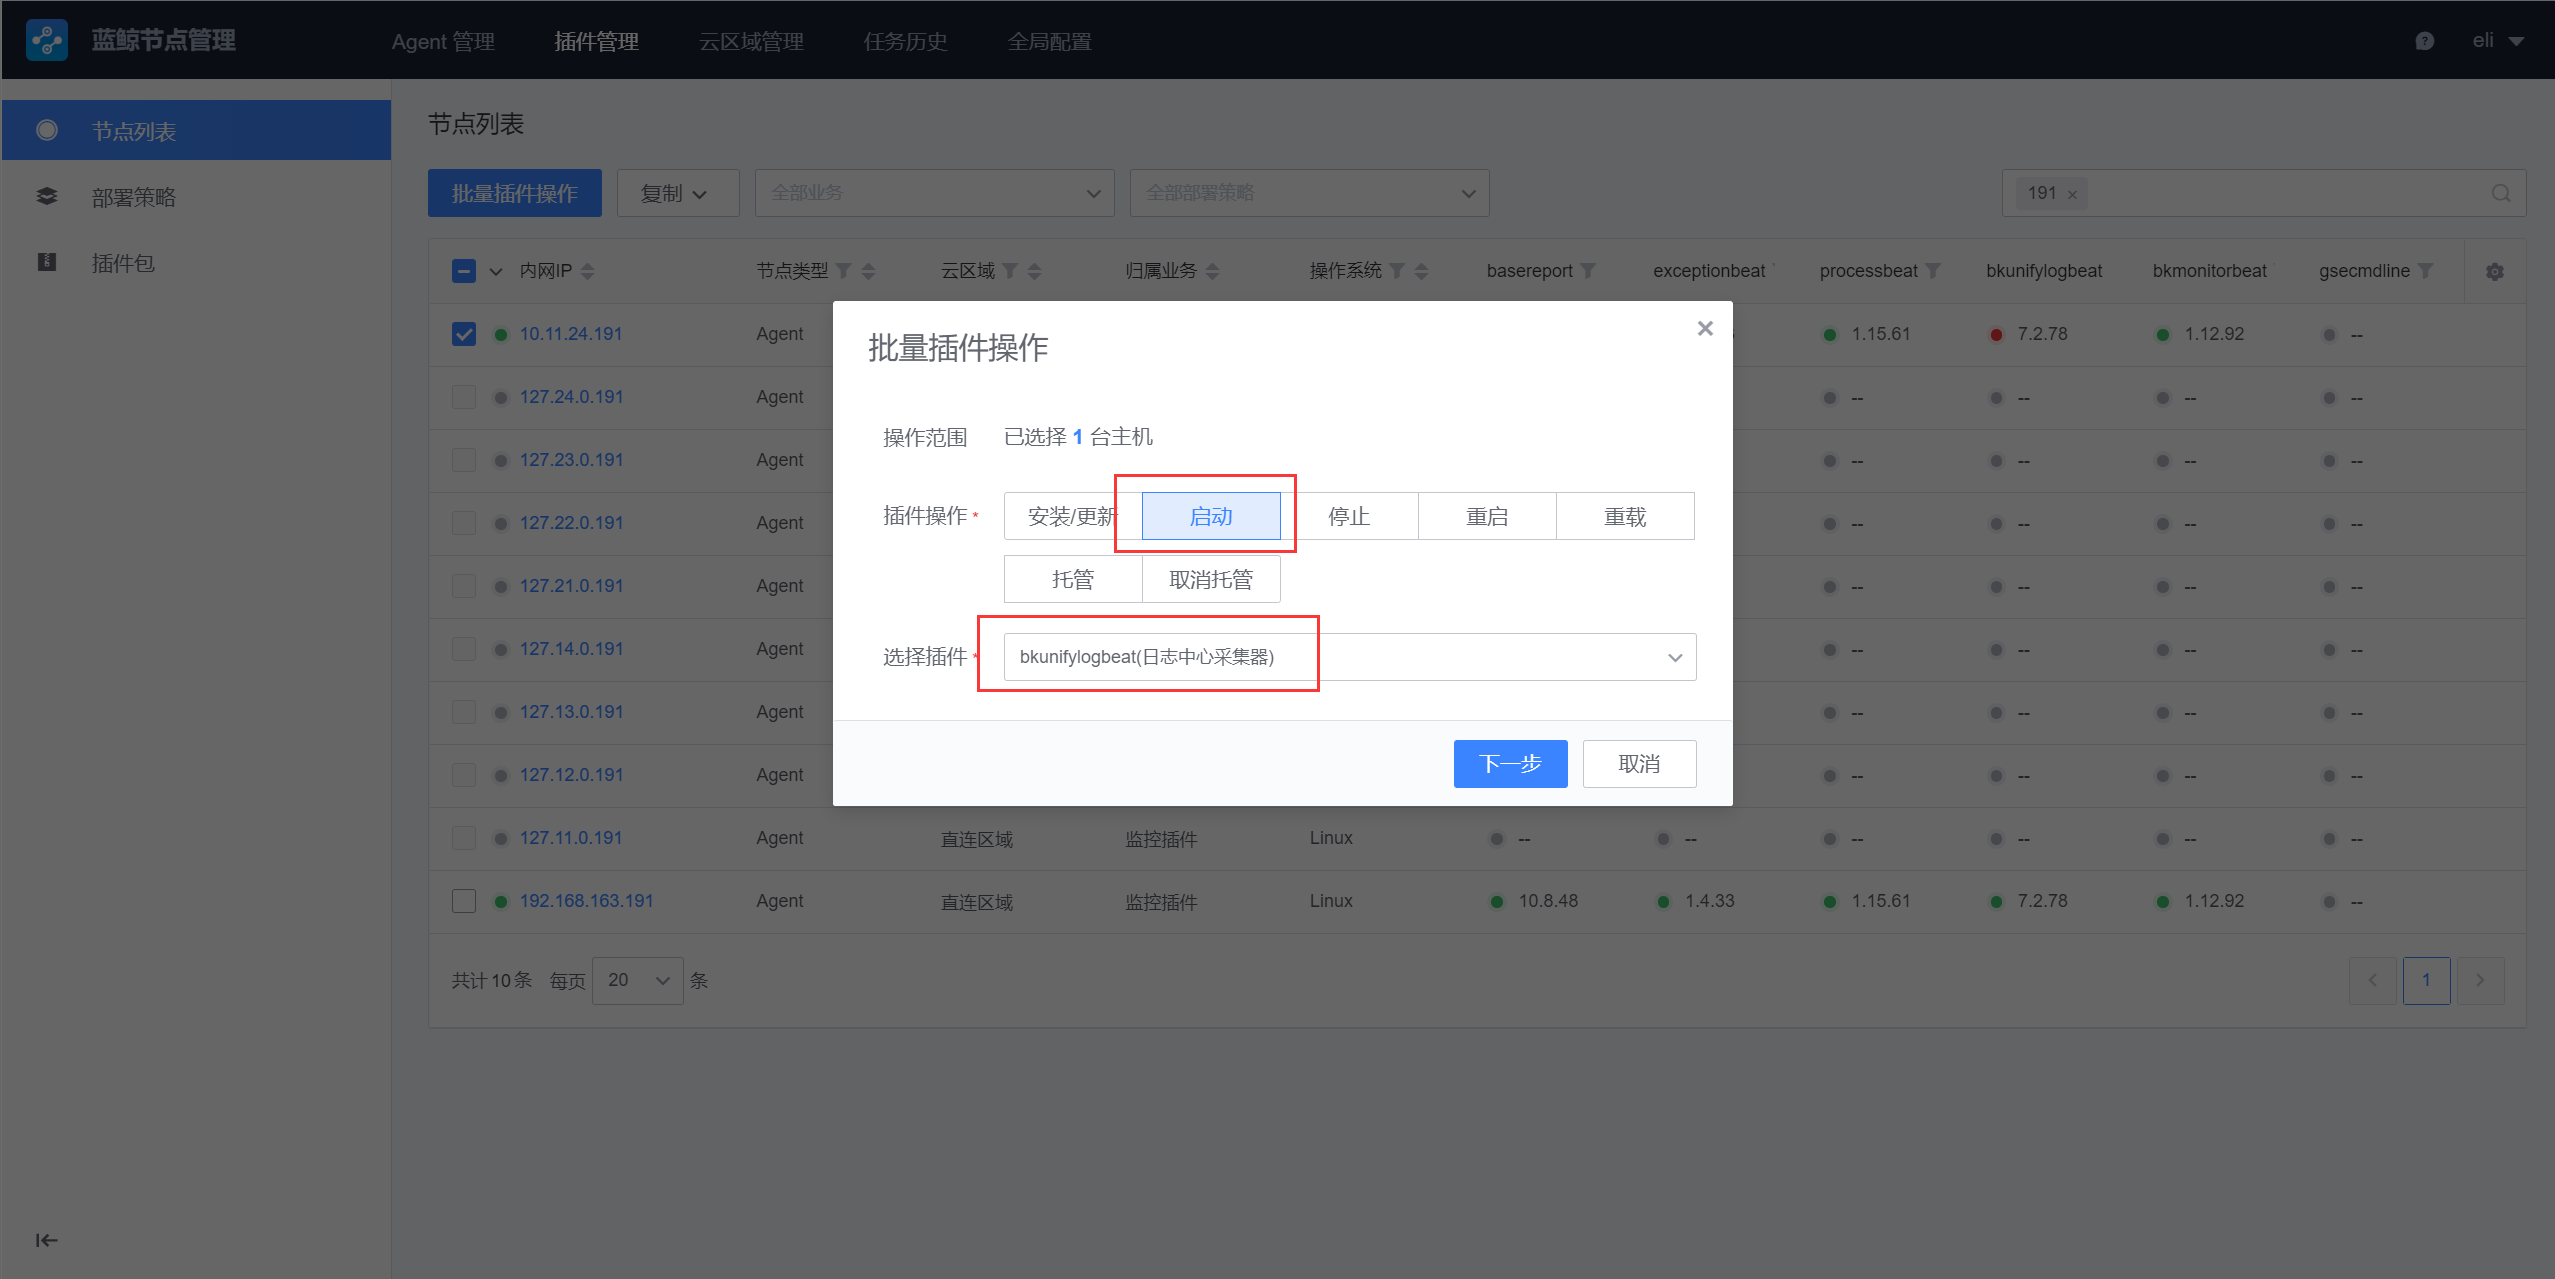 蓝鲸节点管理 Agent 管理 插件管理 云区域管理 任务历史 全局配置 eli
节点列表
部署策略
插件包
节点列表
批量插件操作 复制 全部业务 全部部署策略 191 ×
内网IP 节点类型 云区域 归属业务 操作系统 basereport exceptionbeat processbeat bkunifylogbeat bkmonitorbeat gsecmdline
10.11.24.191 Agent 1.15.61 7.2.78 1.12.92 --
127.24.0.191 Agent -- -- -- --
127.23.0.191 Agent -- -- -- --
127.22.0.191 Agent -- -- -- --
127.21.0.191 Agent -- -- -- --
127.14.0.191 Agent -- -- -- --
127.13.0.191 Agent -- -- -- --
127.12.0.191 Agent -- -- -- --
127.11.0.191 Agent 直连区域 监控插件 Linux -- -- -- -- -- --
192.168.163.191 Agent 直连区域 监控插件 Linux 10.8.48 1.4.33 1.15.61 7.2.78 1.12.92 --
共计10条 每页 20 条 1
批量插件操作
操作范围 已选择 1 台主机
插件操作 * 安装/更新 启动 停止 重启 重载
托管 取消托管
选择插件 * bkunifylogbeat(日志中心采集器)
下一步 取消